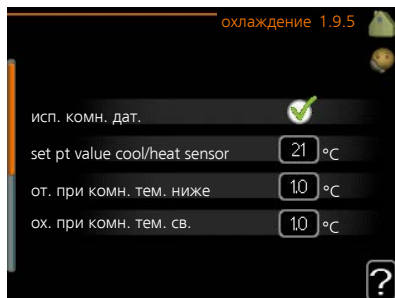 охлаждение 1.9.5
исп. комн. дат.
set pt value cool/heat sensor 21 °C
от. при комн. тем. ниже 1.0 °C
ох. при комн. тем. св. 1.0 °C
?